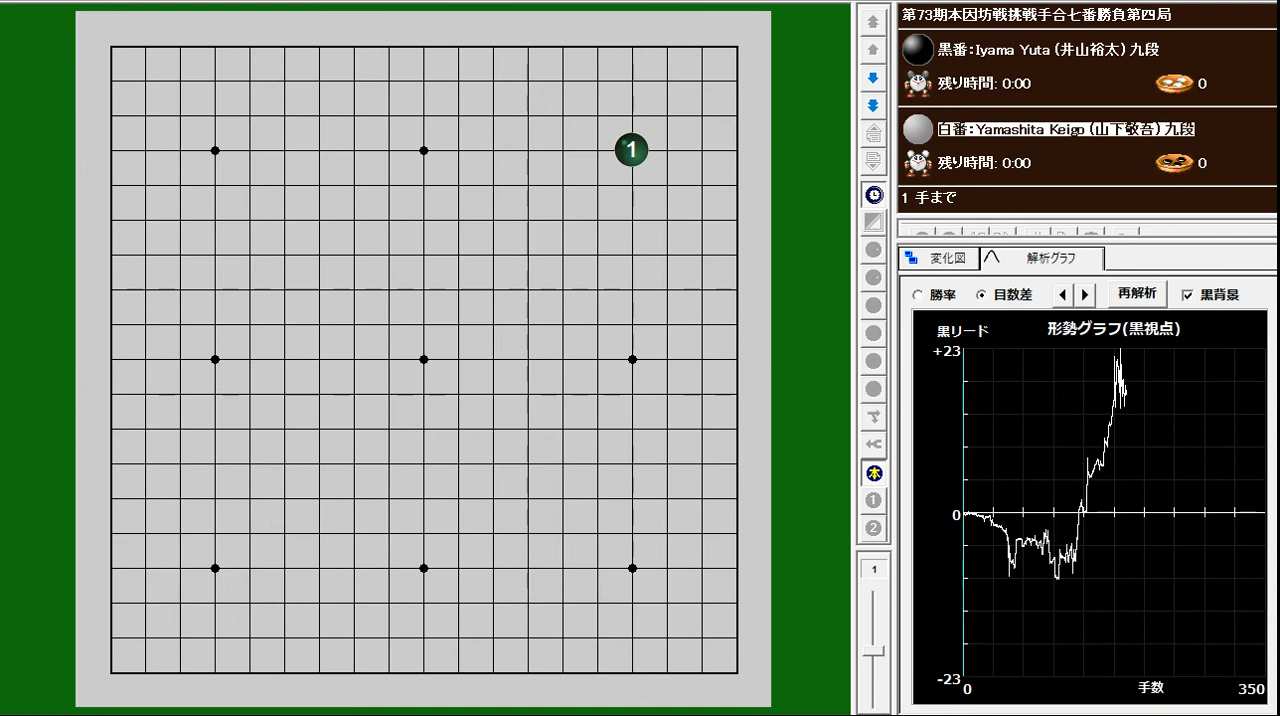 1
第73期本因坊戦挑戦手合七番勝負第四局
黒番:Iyama Yuta (井山裕太) 九段
残り時間: 0:00
0
白番:Yamashita Keigo (山下敬吾) 九段
残り時間: 0:00
0
1 手まで
変化図
解析グラフ
勝率
目数差
再解析
黒背景
黒リード
形勢グラフ(黒視点)
+23
0
-23
0
手数
350
本
1
2
1